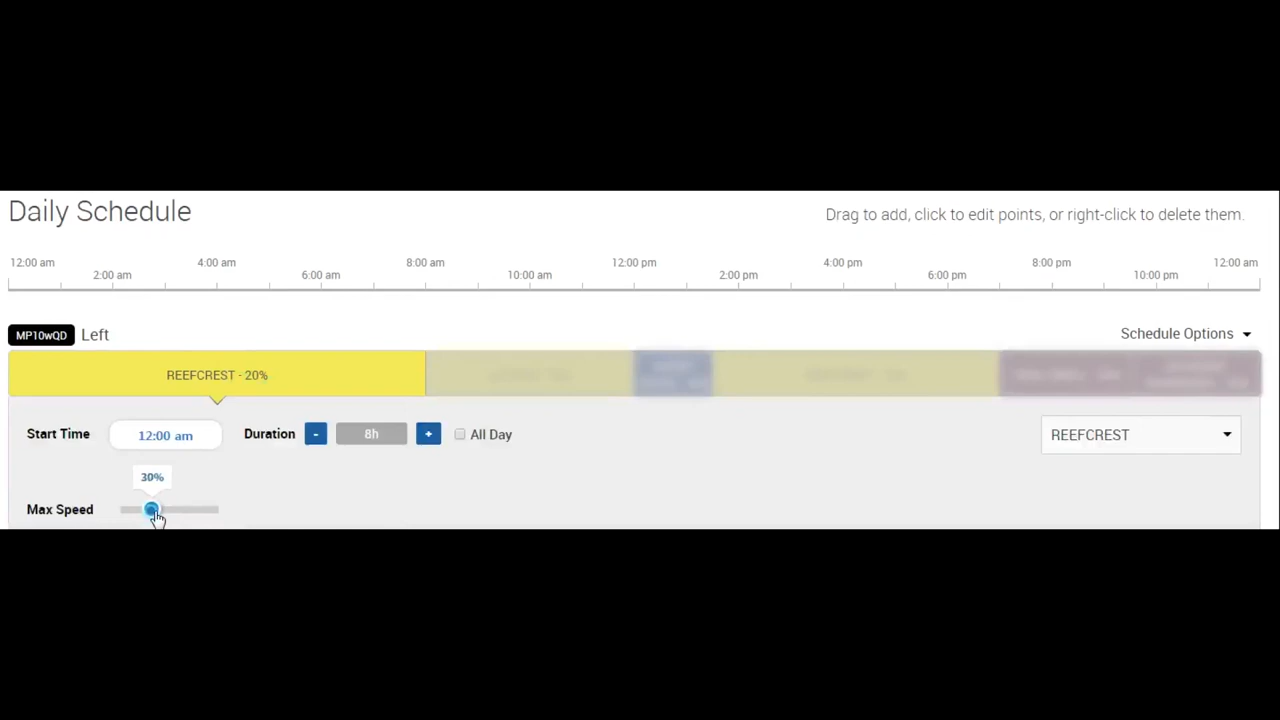 Daily Schedule
Drag to add, click to edit points, or right-click to delete them.
12:00 am 2:00 am 4:00 am 6:00 am 8:00 am 10:00 am 12:00 pm 2:00 pm 4:00 pm 6:00 pm 8:00 pm 10:00 pm 12:00 am
MP10wQD Left Schedule Options
REEFCREST - 20%
Start Time 12:00 am Duration - 8h + All Day REEFCREST
30%
Max Speed